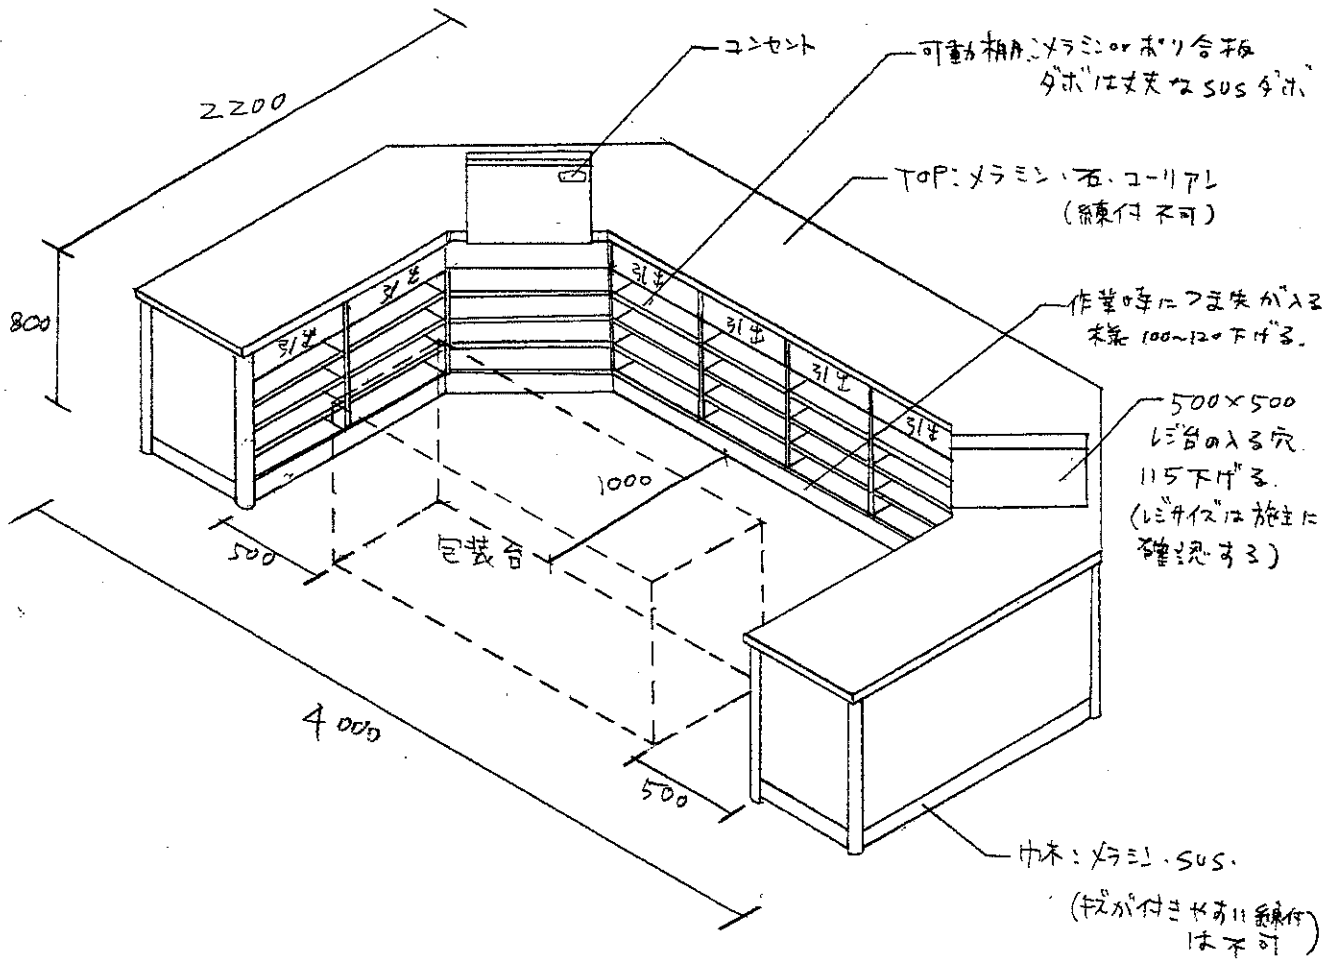 コンセント
可動棚:メラミンorポリ合板
ダボは丈夫なSUSダボ
2200
TOP:メラミン・石・コーリアン
(練付不可)
800
作業時につま先が入る
様100~120下げる.
引出
引出
引出
引出
引出
引出
500×500
レジ台の入る穴
115下げる.
(レジサイズは施主に
確認する)
1000
包装台
500
4000
500
巾木:メラミン・SUS.
(キズが付きやすい練付
は不可)